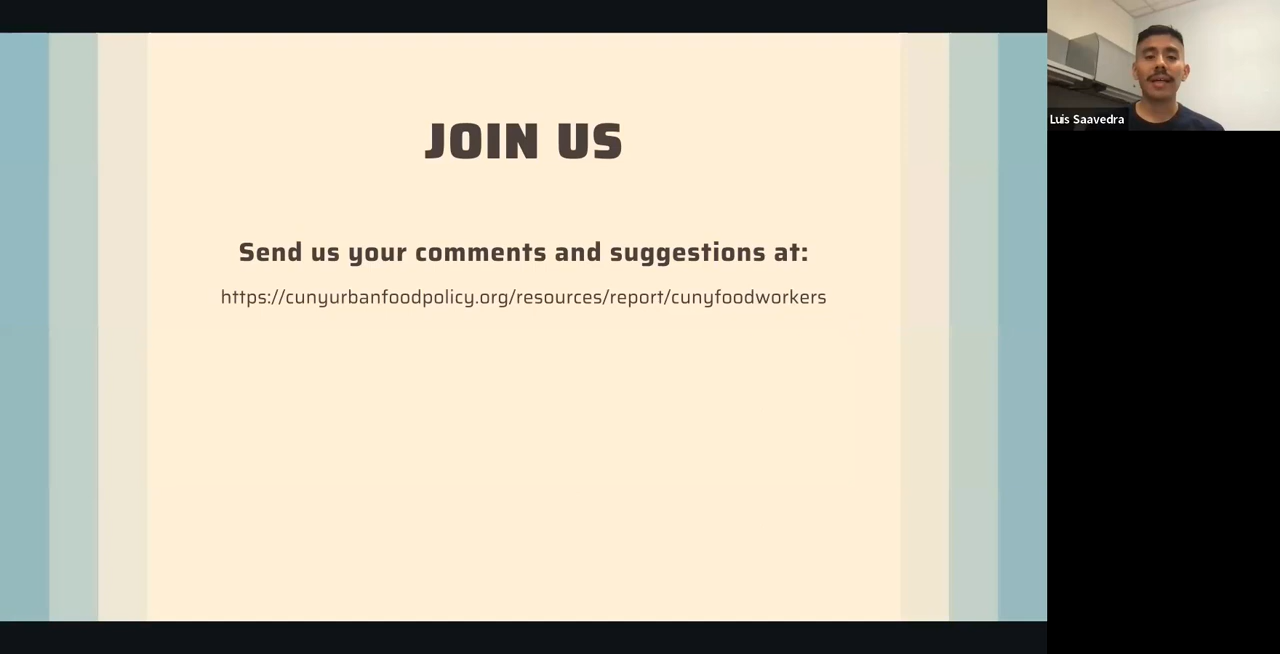 JOIN US
Send us your comments and suggestions at:
https://cunyurbanfoodpolicy.org/resources/report/cunyfoodworkers
Luis Saavedra